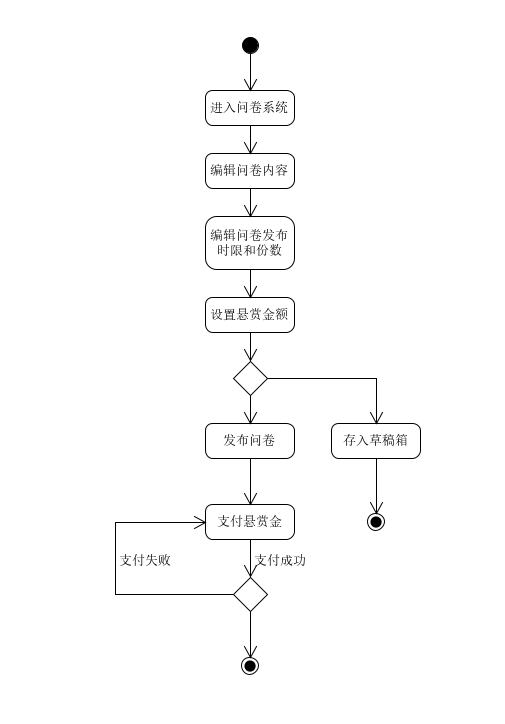 进入问卷系统
编辑问卷内容
编辑问卷发布
时限和份数
设置悬赏金额
发布问卷
存入草稿箱
支付悬赏金
支付失败
支付成功